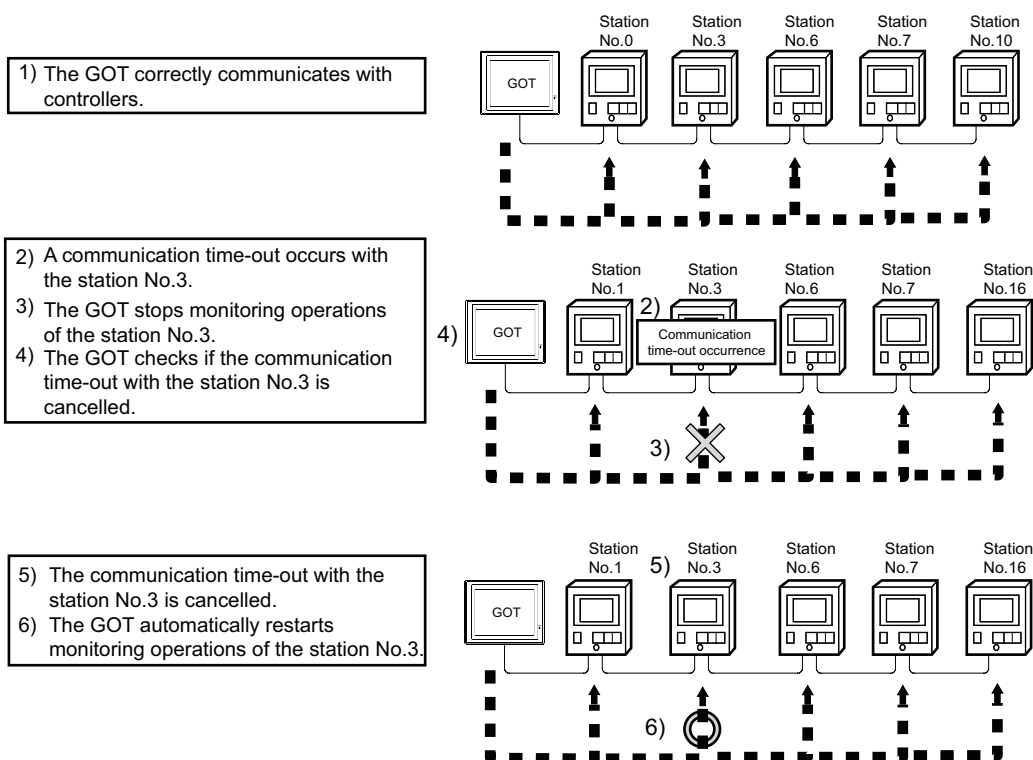 1) The GOT correctly communicates with
controllers.
Station
No.0
Station
No.3
Station
No.6
Station
No.7
Station
No.10
GOT
2) A communication time-out occurs with
the station No.3.
3) The GOT stops monitoring operations
of the station No.3.
4) The GOT checks if the communication
time-out with the station No.3 is
cancelled.
Station
No.1
Station
No.3
Station
No.6
Station
No.7
Station
No.16
4)
GOT
2)
Communication
time-out occurrence
3)
5) The communication time-out with the
station No.3 is cancelled.
6) The GOT automatically restarts
monitoring operations of the station No.3.
Station
No.1
5)
Station
No.3
Station
No.6
Station
No.7
Station
No.16
GOT
6)